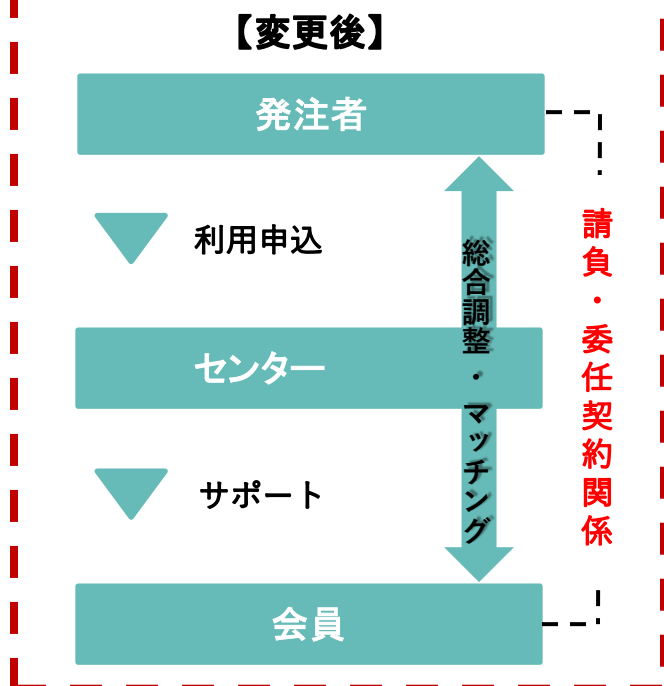 【変更後】
発注者
利用申込
総合調整・マッチング
請負・委任契約関係
センター
サポート
会員